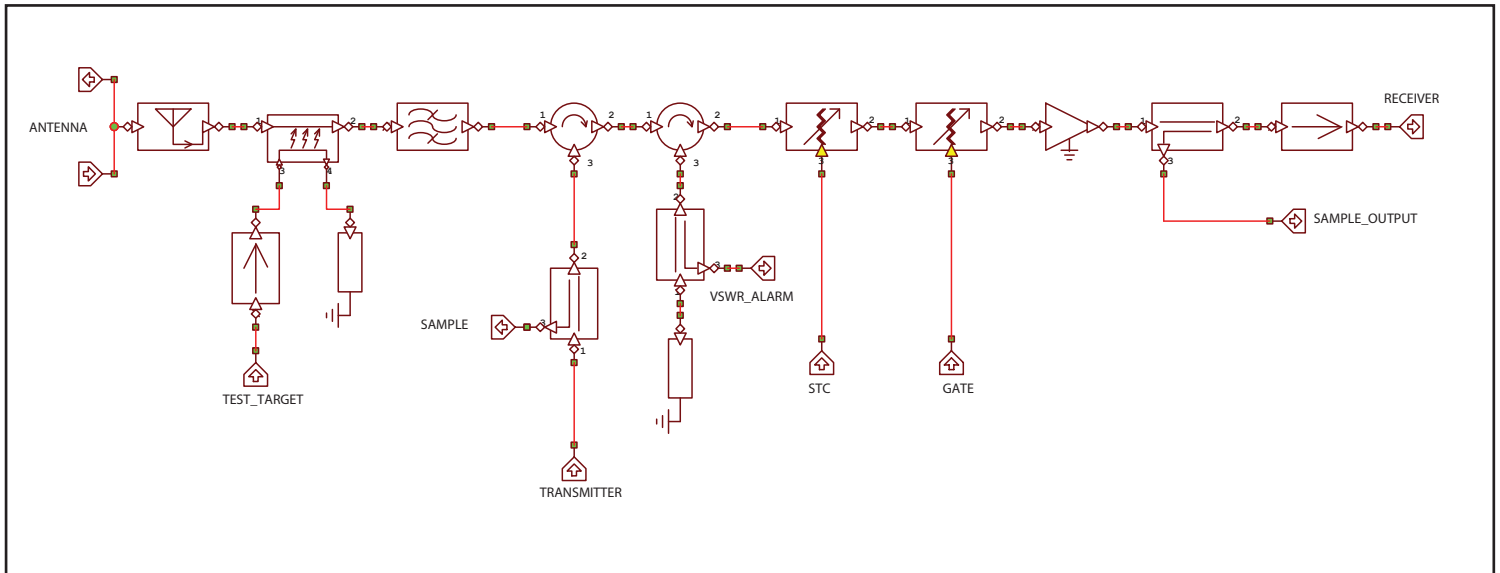 ANTENNA
1
2
3
4
TEST_TARGET
1
2
3
1
2
3
2
3
1
SAMPLE
TRANSMITTER
2
3
VSWR_ALARM
1
2
3
STC
1
2
3
GATE
1
2
3
RECEIVER
SAMPLE_OUTPUT